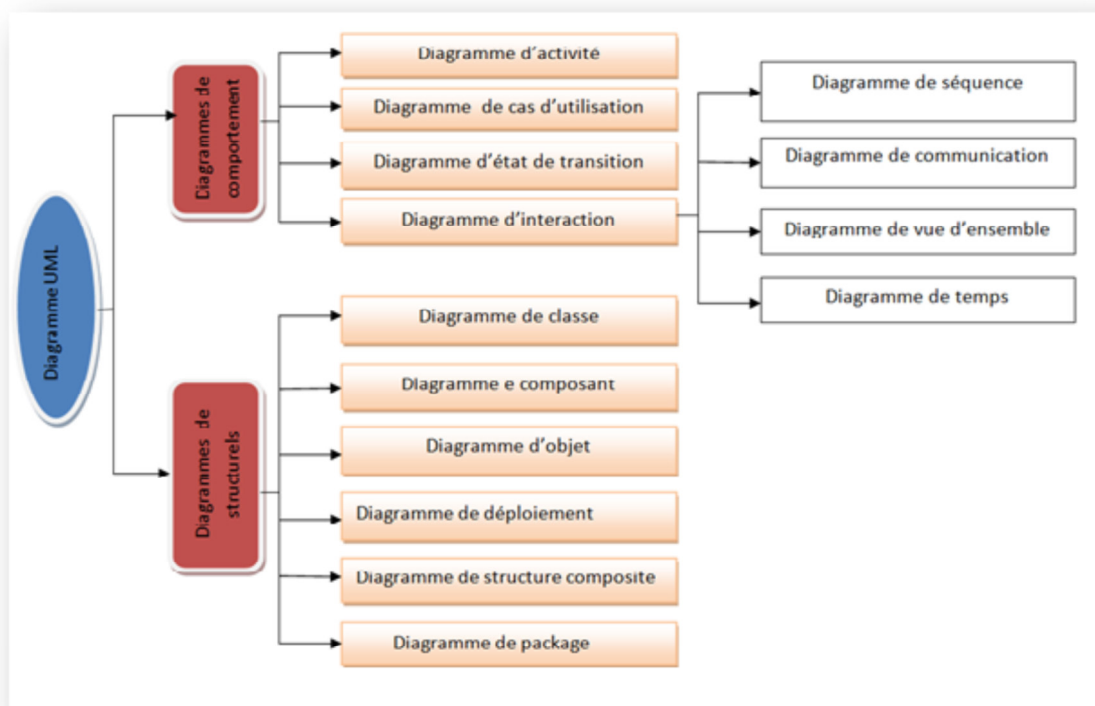 Diagramme UML
Diagrammes de
comportement
Diagramme d'activité
Diagramme de cas d'utilisation
Diagramme d'état de transition
Diagramme d'interaction
Diagramme de séquence
Diagramme de communication
Diagramme de vue d'ensemble
Diagramme de temps
Diagrammes de
structurels
Diagramme de classe
DIagramme e composant
Diagramme d'objet
Diagramme de déploiement
Diagramme de structure composite
Diagramme de package